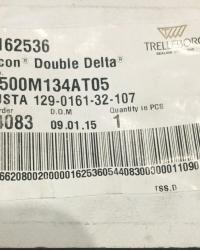 162536
TRELLEBORG
con® Double Delta®
500M134AT05
USTA 129-0161-32-107
rder D.O.M Quantity in PCS
4083 09.01.15 1
TSS.D